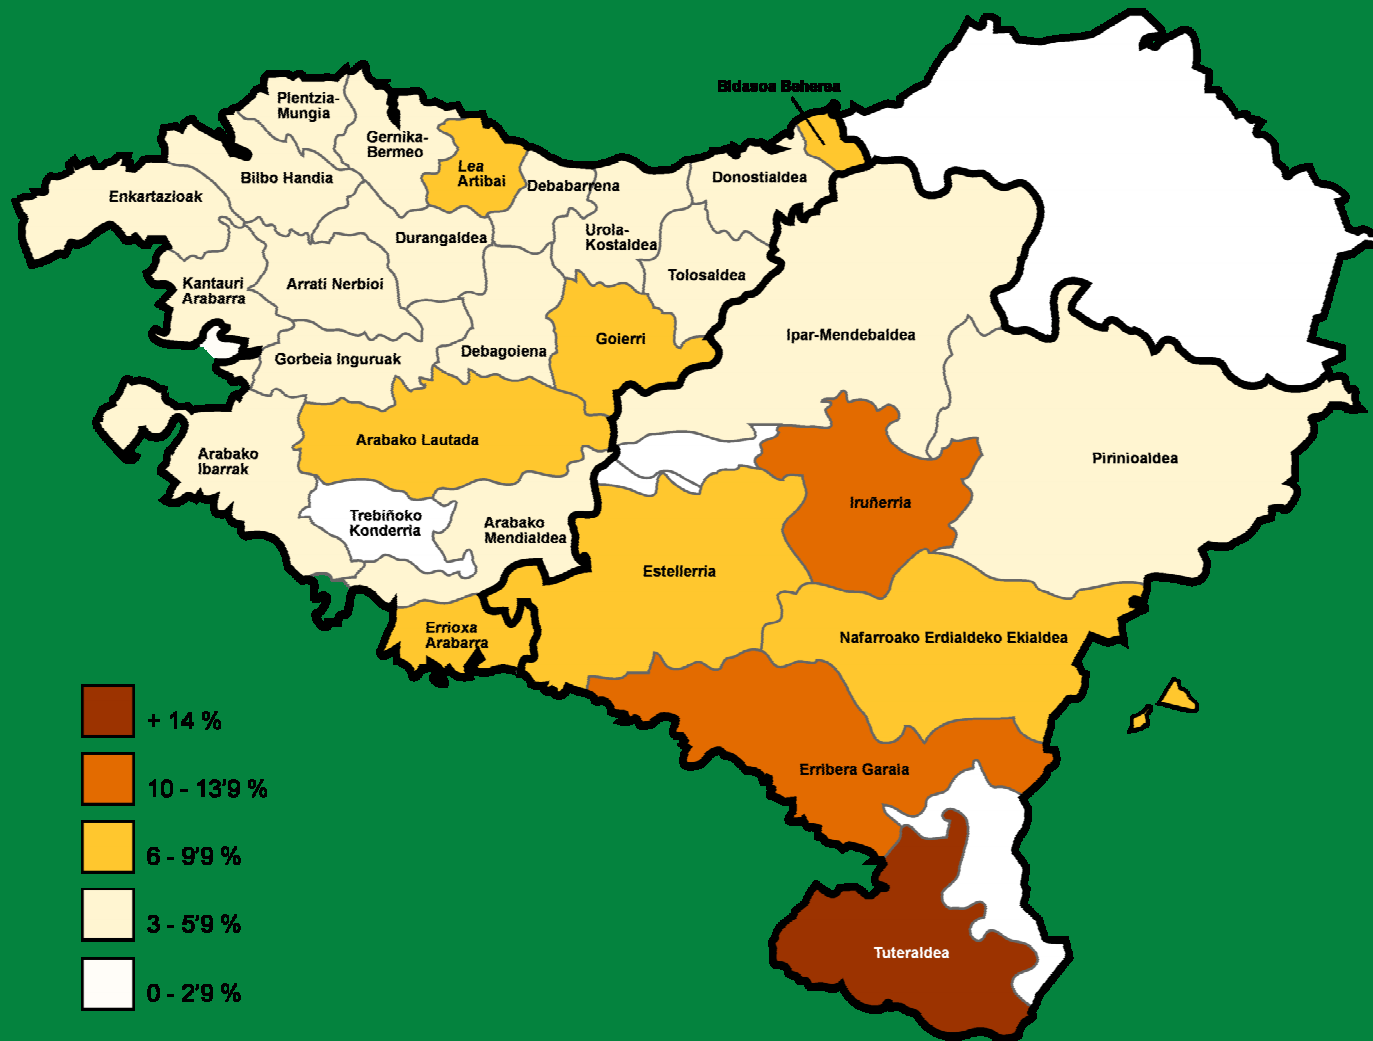 Bidasoa Beherea
Plentzia-
Mungia
Gernika-
Bermeo
Lea
Artibai
Bilbo Handia
Debabarrena
Donostialdea
Enkartazioak
Durangaldea
Urola-
Kostaldea
Tolosaldea
Kantauri
Arabarra
Arrati Nerbioi
Ipar-Mendebaldea
Goierri
Gorbeia Inguruak
Debagoiena
Arabako Lautada
Arabako
Ibarrak
Pirinioaldea
Iruñerria
Trebiñoko
Konderria
Arabako
Mendialdea
Estellerria
Errioxa
Arabarra
Nafarroako Erdialdeko Ekialdea
Erribera Garaia
Tuteraldea
+ 14 %
10 - 13'9 %
6 - 9'9 %
3 - 5'9 %
0 - 2'9 %